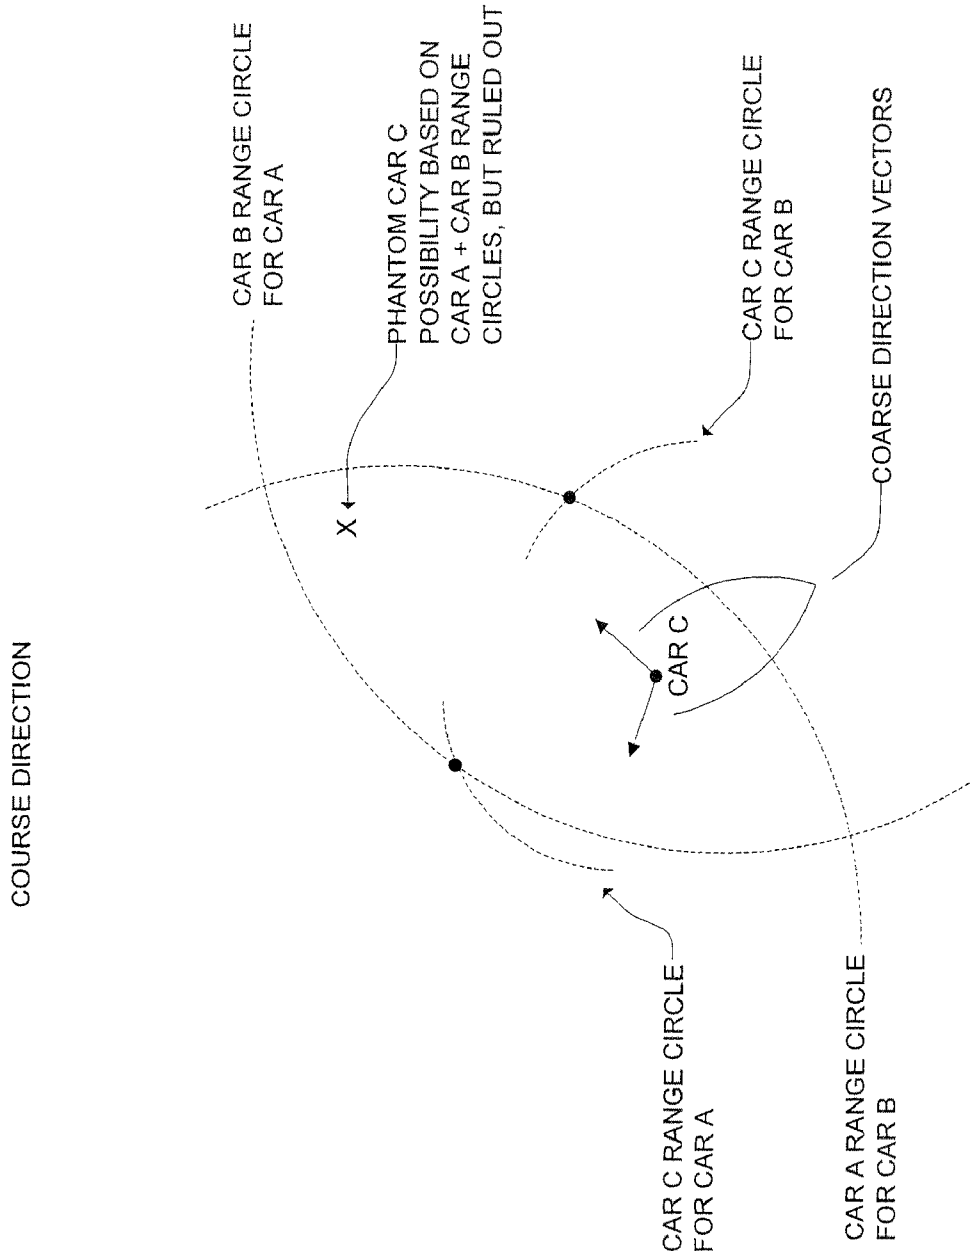 COURSE DIRECTION
CAR B RANGE CIRCLE
FOR CAR A
PHANTOM CAR C
POSSIBILITY BASED ON
CAR A + CAR B RANGE
CIRCLES, BUT RULED OUT
X
CAR C RANGE CIRCLE
FOR CAR B
COARSE DIRECTION VECTORS
CAR C
CAR C RANGE CIRCLE
FOR CAR A
CAR A RANGE CIRCLE
FOR CAR B